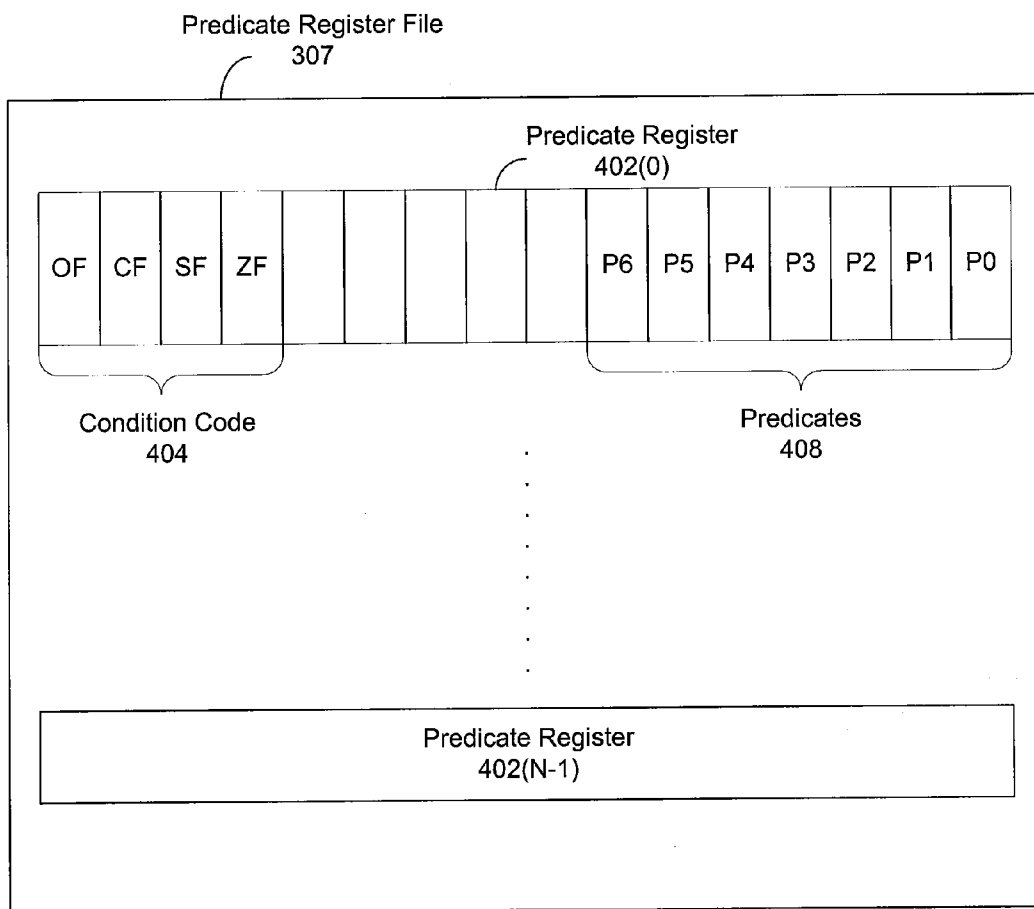 Predicate Register File
307
Predicate Register
402(0)
OF CF SF ZF P6 P5 P4 P3 P2 P1 P0
Condition Code
404
Predicates
408
Predicate Register
402(N-1)